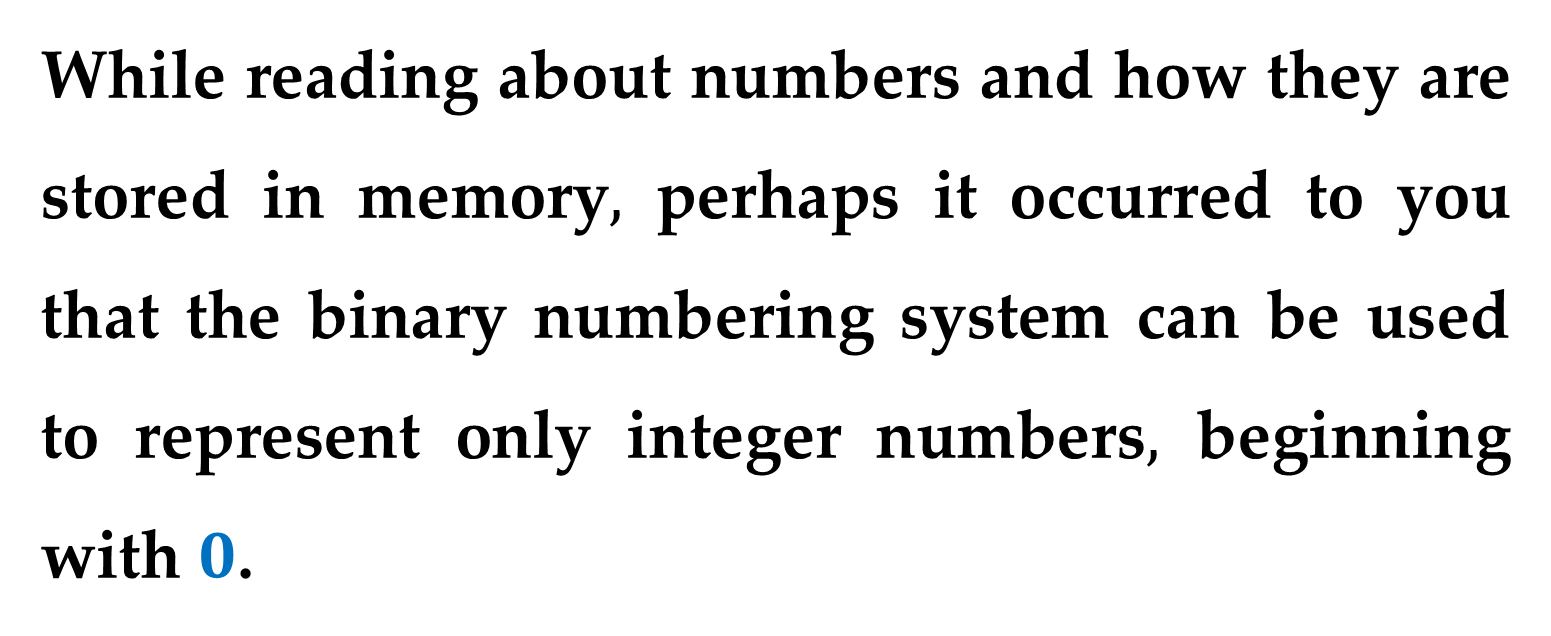 While reading about numbers and how they are
stored in memory, perhaps it occurred to you
that the binary numbering system can be used
to represent only integer numbers, beginning
with 0.